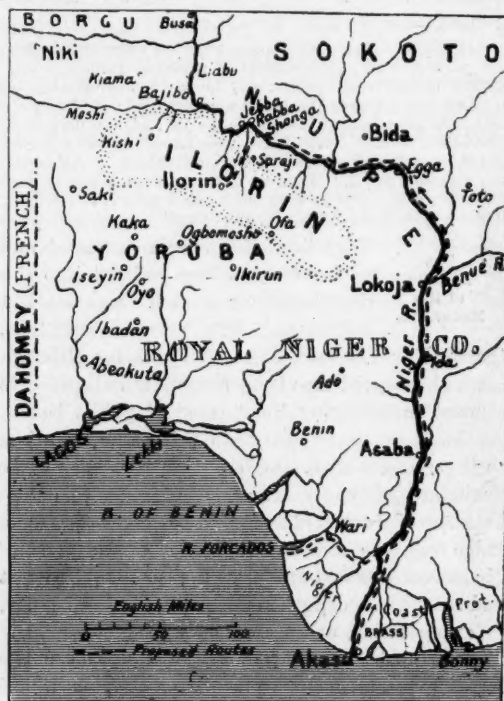 BORGU
Busa
SOKOTO
Niki
Kiama
Liabu
Bajibo
Moshi
NUPE
Jebba
Rabba
Shonga
Bida
Kishi
Saraji
Egga
ILORIN
Ilorin
Toto
Saki
Kaka
Ogbomosho
Ofa
YORUBA
Iseyin
Oyo
Ikirun
Lokoja
Benue R.
Ibadan
DAHOMEY (FRENCH)
ROYAL NIGER CO.
Niger R.
Ida
Abeokuta
Ado
Benin
Asaba
LAGOS
Lekki
B. OF BENIN
Wari
R. FORCADOS
Niger
Coast
Prot.
English Miles
BRASS
0 50 100
Proposed Routes
Akasa
Bonny